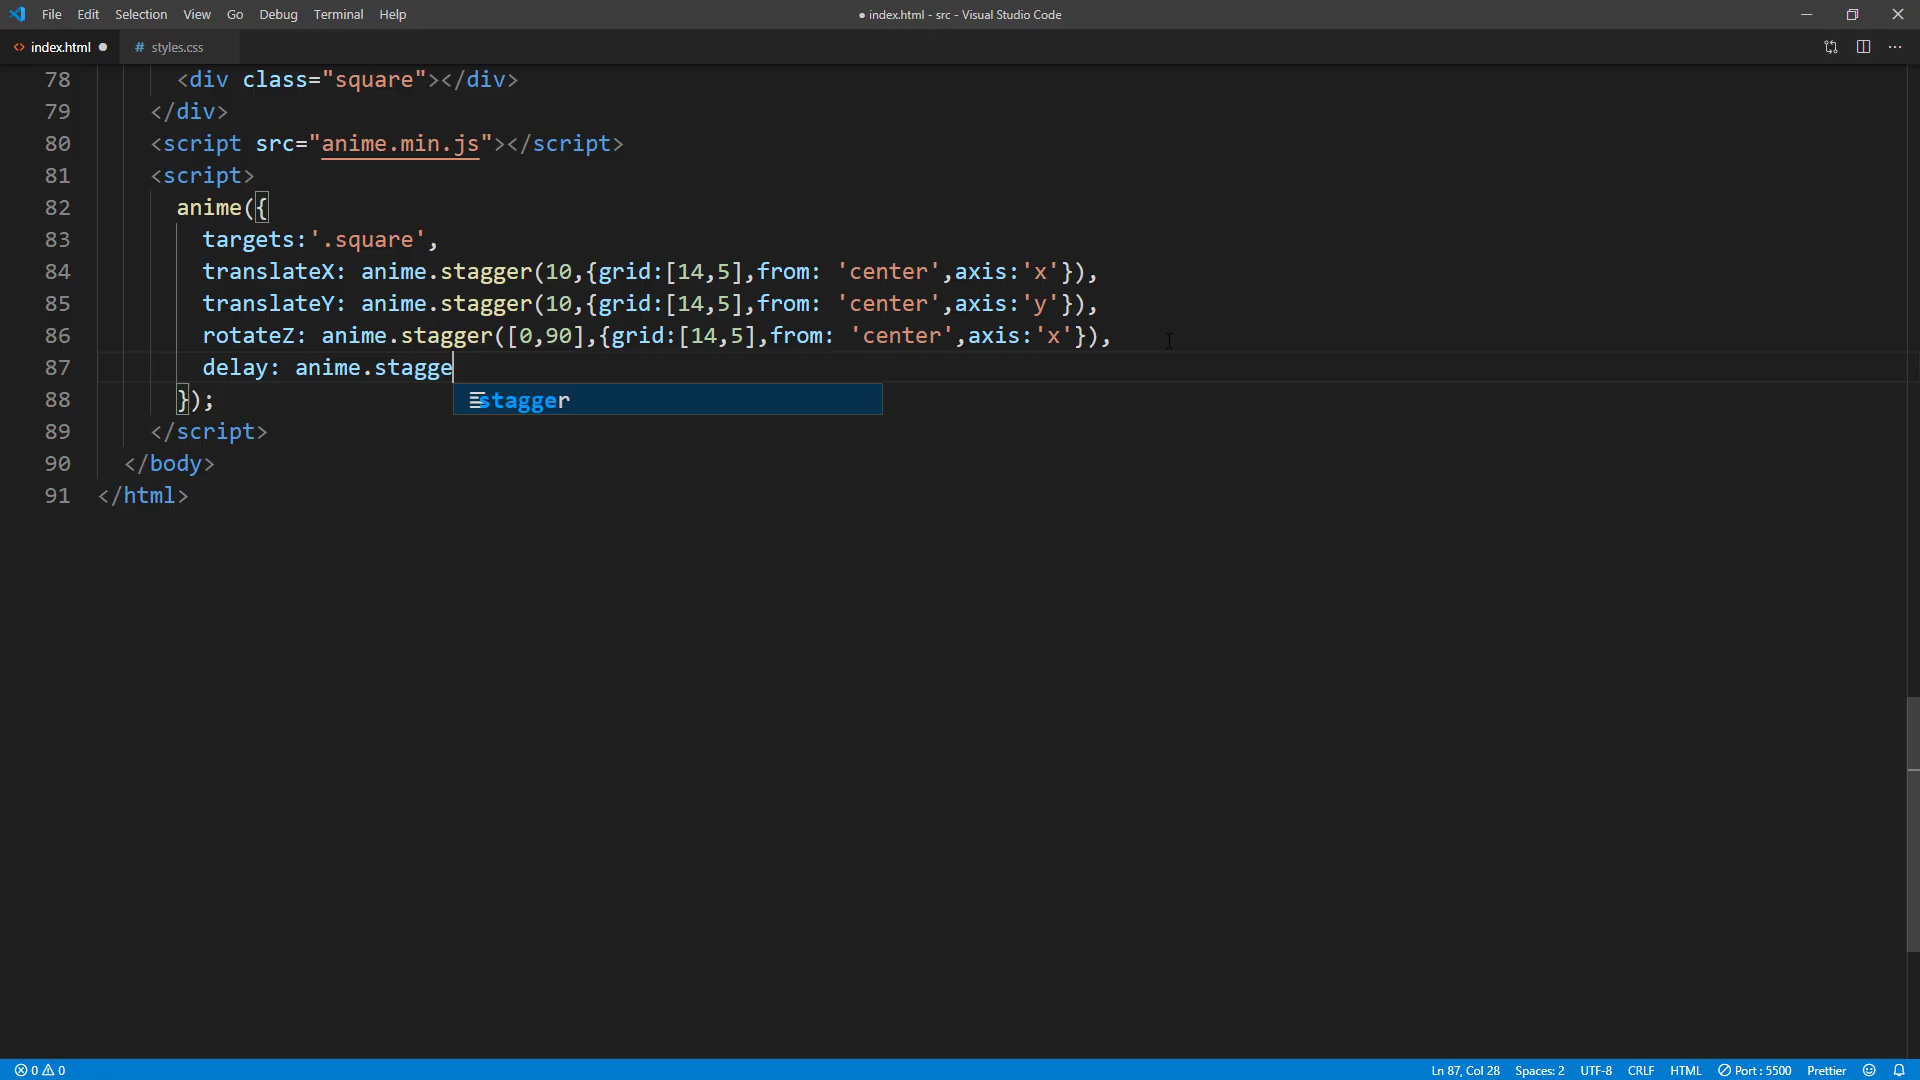 File Edit Selection View Go Debug Terminal Help
● index.html - src - Visual Studio Code
<> index.html ●
# styles.css
78 <div class="square"></div>
79 </div>
80 <script src="anime.min.js"></script>
81 <script>
82 anime({
83 targets:'.square',
84 translateX: anime.stagger(10,{grid:[14,5],from: 'center',axis:'x'}),
85 translateY: anime.stagger(10,{grid:[14,5],from: 'center',axis:'y'}),
86 rotateZ: anime.stagger([0,90],{grid:[14,5],from: 'center',axis:'x'}),
87 delay: anime.stagge
stagger
88 });
89 </script>
90 </body>
91 </html>
0 0
Ln 87, Col 28 Spaces: 2 UTF-8 CRLF HTML Port : 5500 Prettier